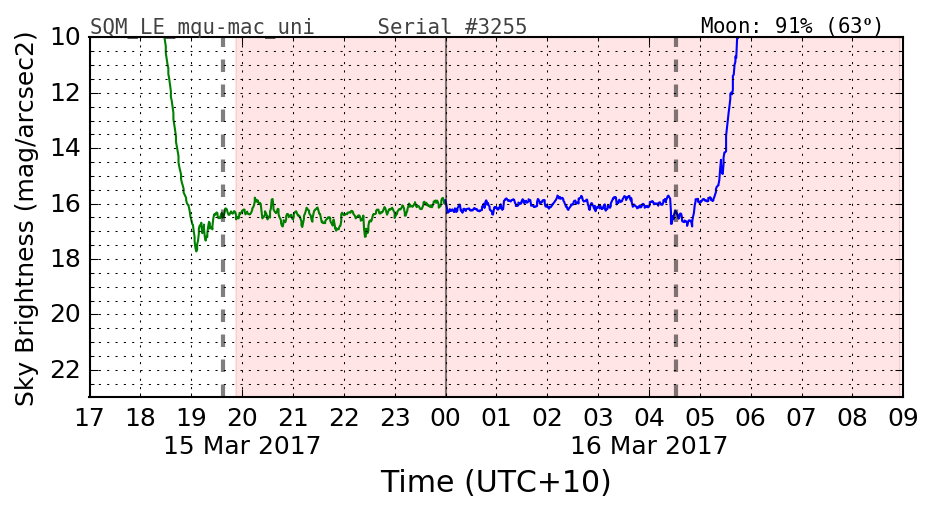 SQM_LE_mqu-mac_uni Serial #3255 Moon: 91% (63°)
Sky Brightness (mag/arcsec2)
10
12
14
16
18
20
22
17 18 19 20 21 22 23 00 01 02 03 04 05 06 07 08 09
15 Mar 2017 16 Mar 2017
Time (UTC+10)